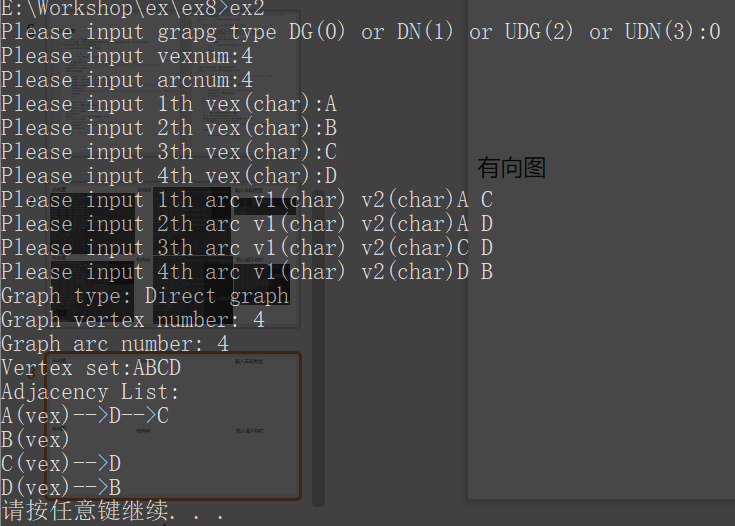 E:\Workshop\ex\ex8>ex2
Please input grapg type DG(0) or DN(1) or UDG(2) or UDN(3):0
Please input vexnum:4
Please input arcnum:4
Please input 1th vex(char):A
Please input 2th vex(char):B
Please input 3th vex(char):C
Please input 4th vex(char):D
有向图
Please input 1th arc v1(char) v2(char)A C
Please input 2th arc v1(char) v2(char)A D
Please input 3th arc v1(char) v2(char)C D
Please input 4th arc v1(char) v2(char)D B
Graph type: Direct graph
Graph vertex number: 4
Graph arc number: 4
Vertex set:ABCD
Adjacency List:
A(vex)-->D-->C
B(vex)
C(vex)-->D
D(vex)-->B
请按任意键继续. . .